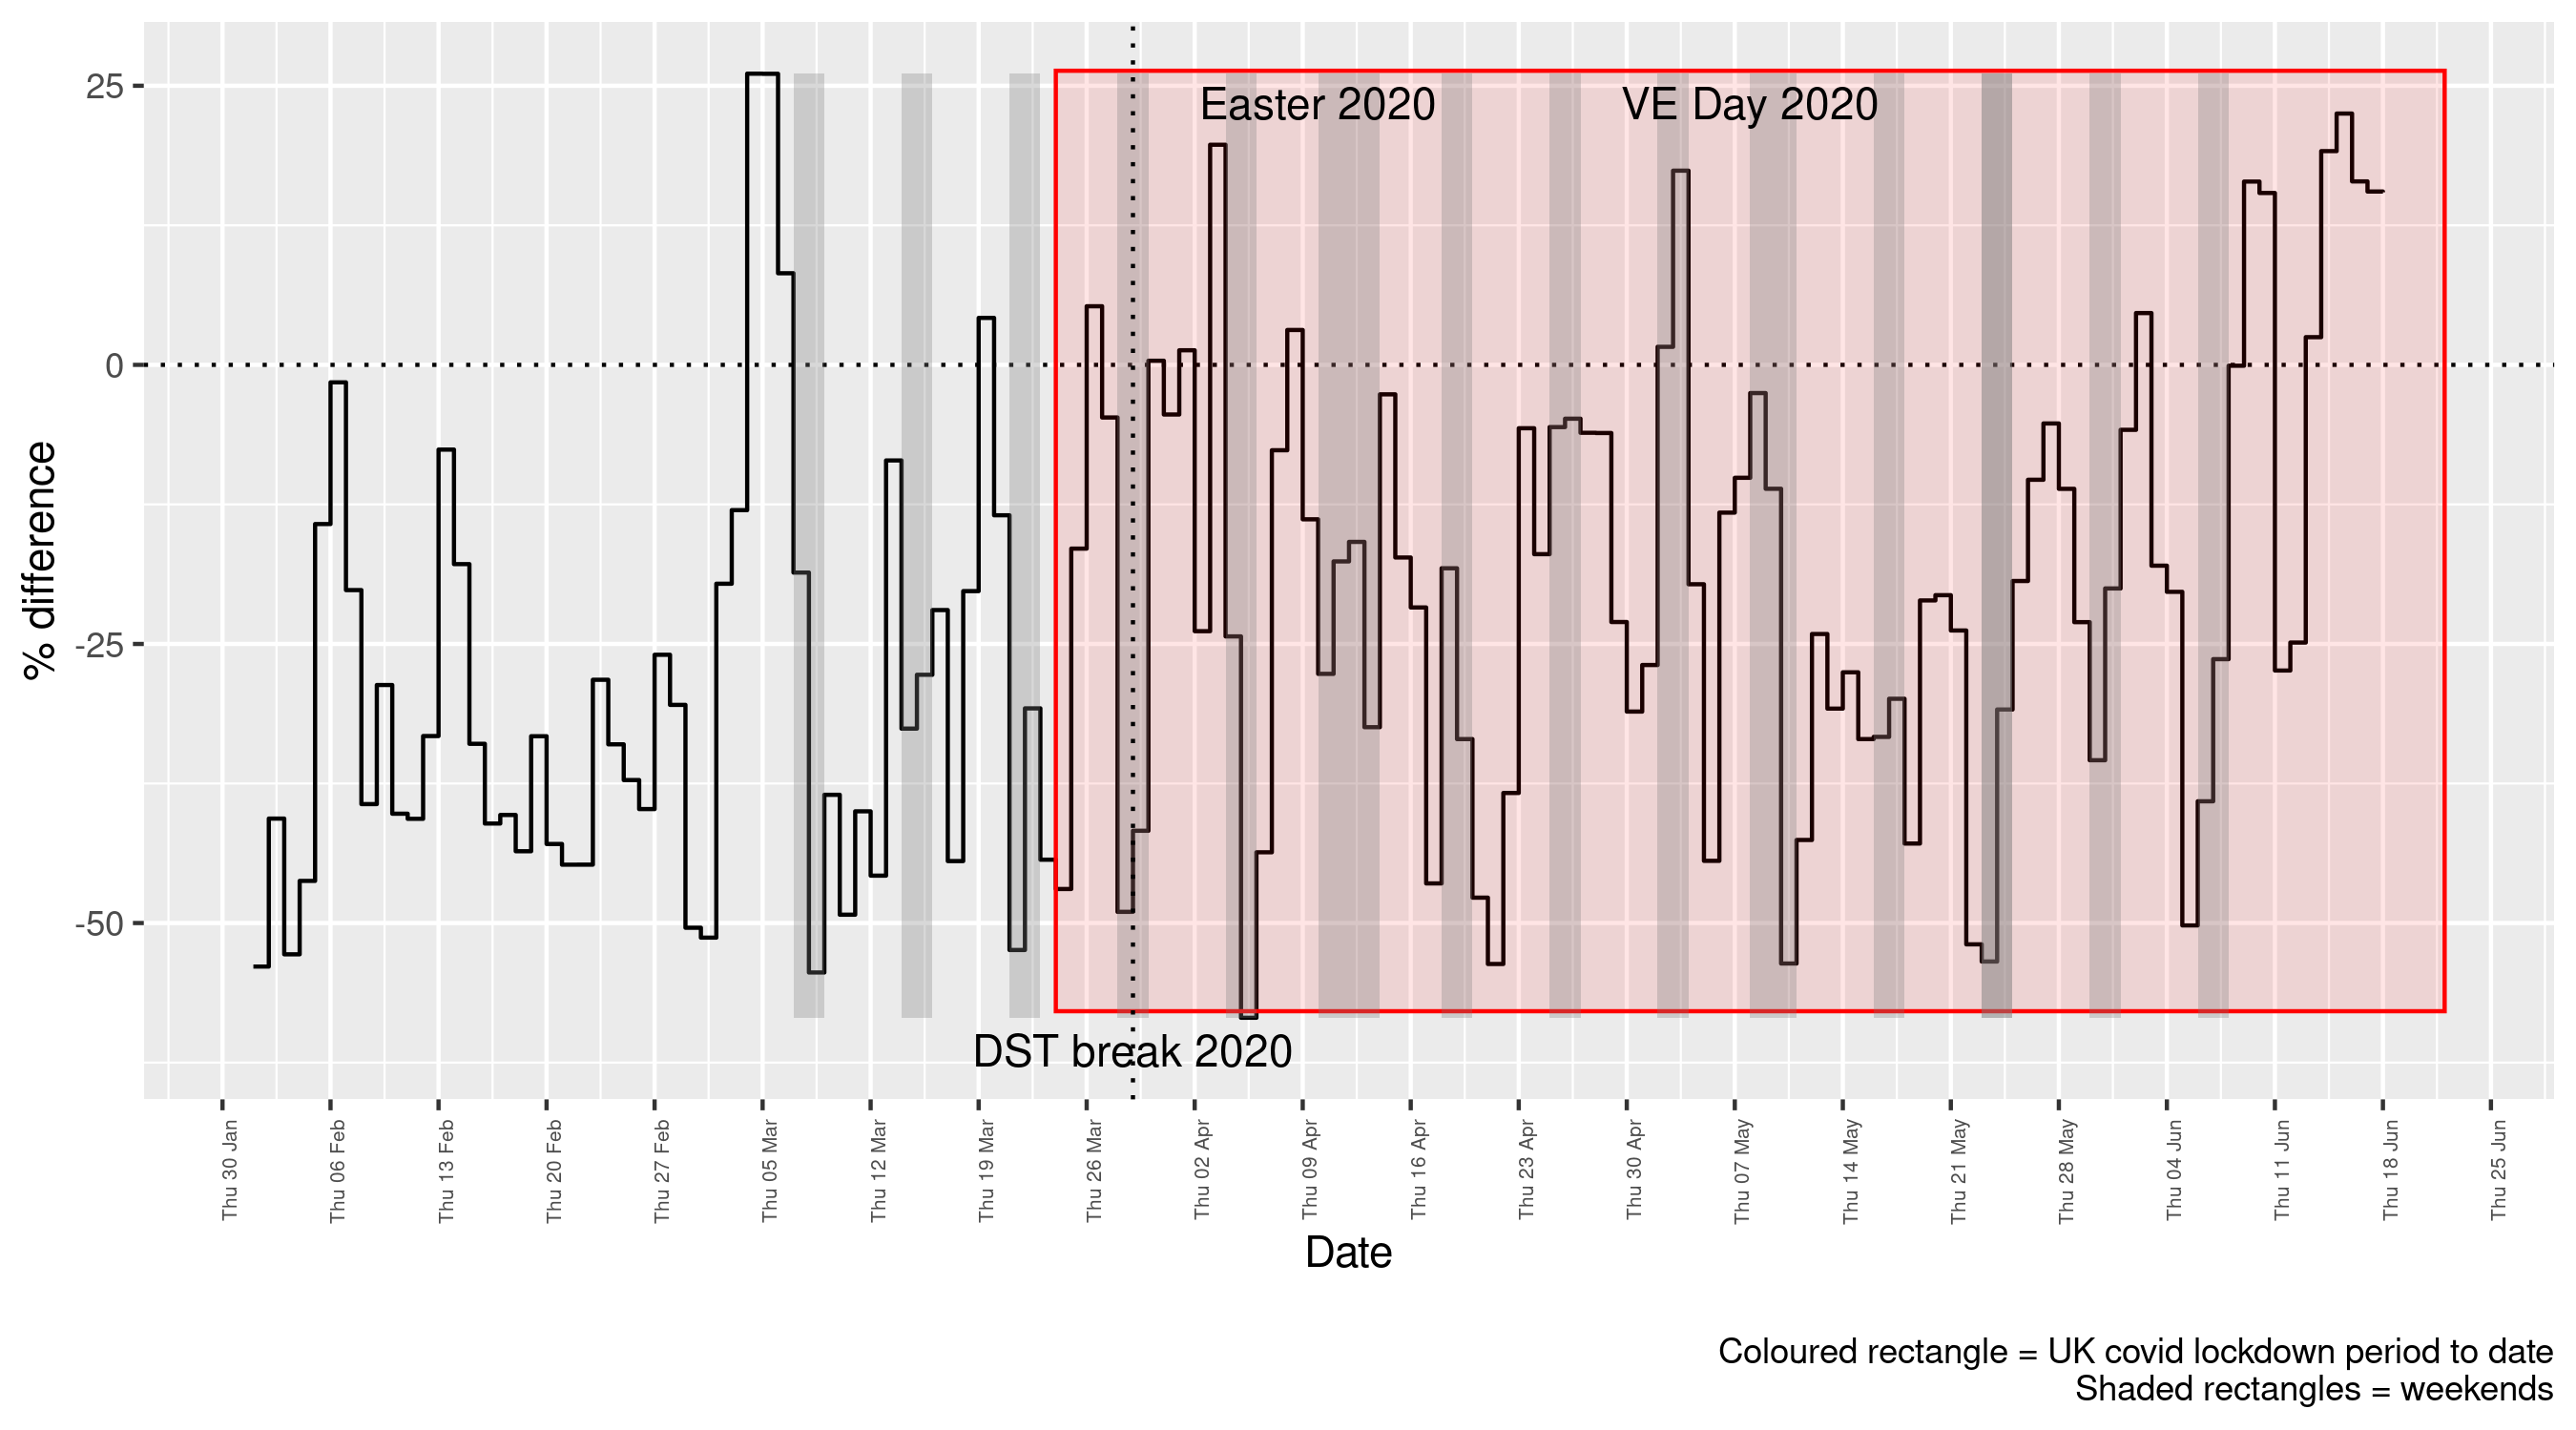 Easter 2020
VE Day 2020
25
0
-25
-50
% difference
DST break 2020
Thu 30 Jan
Thu 06 Feb
Thu 13 Feb
Thu 20 Feb
Thu 27 Feb
Thu 05 Mar
Thu 12 Mar
Thu 19 Mar
Thu 26 Mar
Thu 02 Apr
Thu 09 Apr
Thu 16 Apr
Thu 23 Apr
Thu 30 Apr
Thu 07 May
Thu 14 May
Thu 21 May
Thu 28 May
Thu 04 Jun
Thu 11 Jun
Thu 18 Jun
Thu 25 Jun
Date
Coloured rectangle = UK covid lockdown period to date
Shaded rectangles = weekends